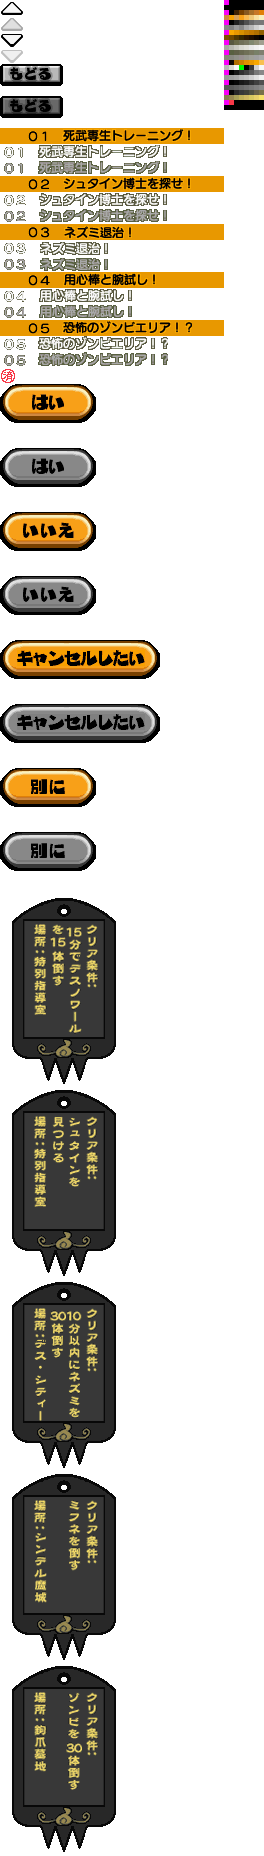 もどる
もどる
01 死武専生トレーニング！
01 死武専生トレーニング！
01 死武専生トレーニング！
02 シュタイン博士を探せ！
02 シュタイン博士を探せ！
02 シュタイン博士を探せ！
03 ネズミ退治！
03 ネズミ退治！
03 ネズミ退治！
04 用心棒と腕試し！
04 用心棒と腕試し！
04 用心棒と腕試し！
05 恐怖のゾンビエリア！？
05 恐怖のゾンビエリア！？
05 恐怖のゾンビエリア！？
済
はい
はい
いいえ
いいえ
キャンセルしたい
キャンセルしたい
別に
別に
クリア条件：
15分でデスノワール
を15体倒す
場所：特別指導室
クリア条件：
シュタインを
見つける
場所：特別指導室
クリア条件：
10分以内にネズミを
30体倒す
場所：デス・シティー
クリア条件：
ミフネを倒す
場所：シンデル魔城
クリア条件：
ゾンビを30体倒す
場所：鉤爪墓地